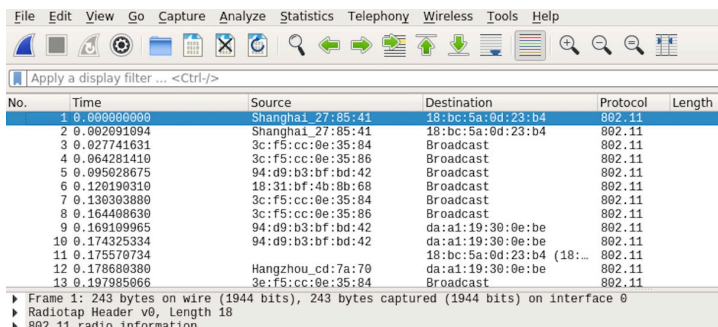 File Edit View Go Capture Analyze Statistics Telephony Wireless Tools Help
Apply a display filter ... <Ctrl-/>
No. Time Source Destination Protocol Length
1 0.000000000 Shanghai_27:85:41 18:bc:5a:0d:23:b4 802.11
2 0.002091094 Shanghai_27:85:41 18:bc:5a:0d:23:b4 802.11
3 0.027741631 3c:f5:cc:0e:35:84 Broadcast 802.11
4 0.064281410 3c:f5:cc:0e:35:86 Broadcast 802.11
5 0.095028675 94:d9:b3:bf:bd:42 Broadcast 802.11
6 0.120190310 18:31:bf:4b:8b:68 Broadcast 802.11
7 0.130303880 3c:f5:cc:0e:35:84 Broadcast 802.11
8 0.164408630 3c:f5:cc:0e:35:86 Broadcast 802.11
9 0.169109965 94:d9:b3:bf:bd:42 da:a1:19:30:0e:be 802.11
10 0.174325334 94:d9:b3:bf:bd:42 da:a1:19:30:0e:be 802.11
11 0.175570734 18:bc:5a:0d:23:b4 (18:… 802.11
12 0.178680380 Hangzhou_cd:7a:70 da:a1:19:30:0e:be 802.11
13 0.197985066 3e:f5:cc:0e:35:84 Broadcast 802.11
Frame 1: 243 bytes on wire (1944 bits), 243 bytes captured (1944 bits) on interface 0
Radiotap Header v0, Length 18
802.11 radio information